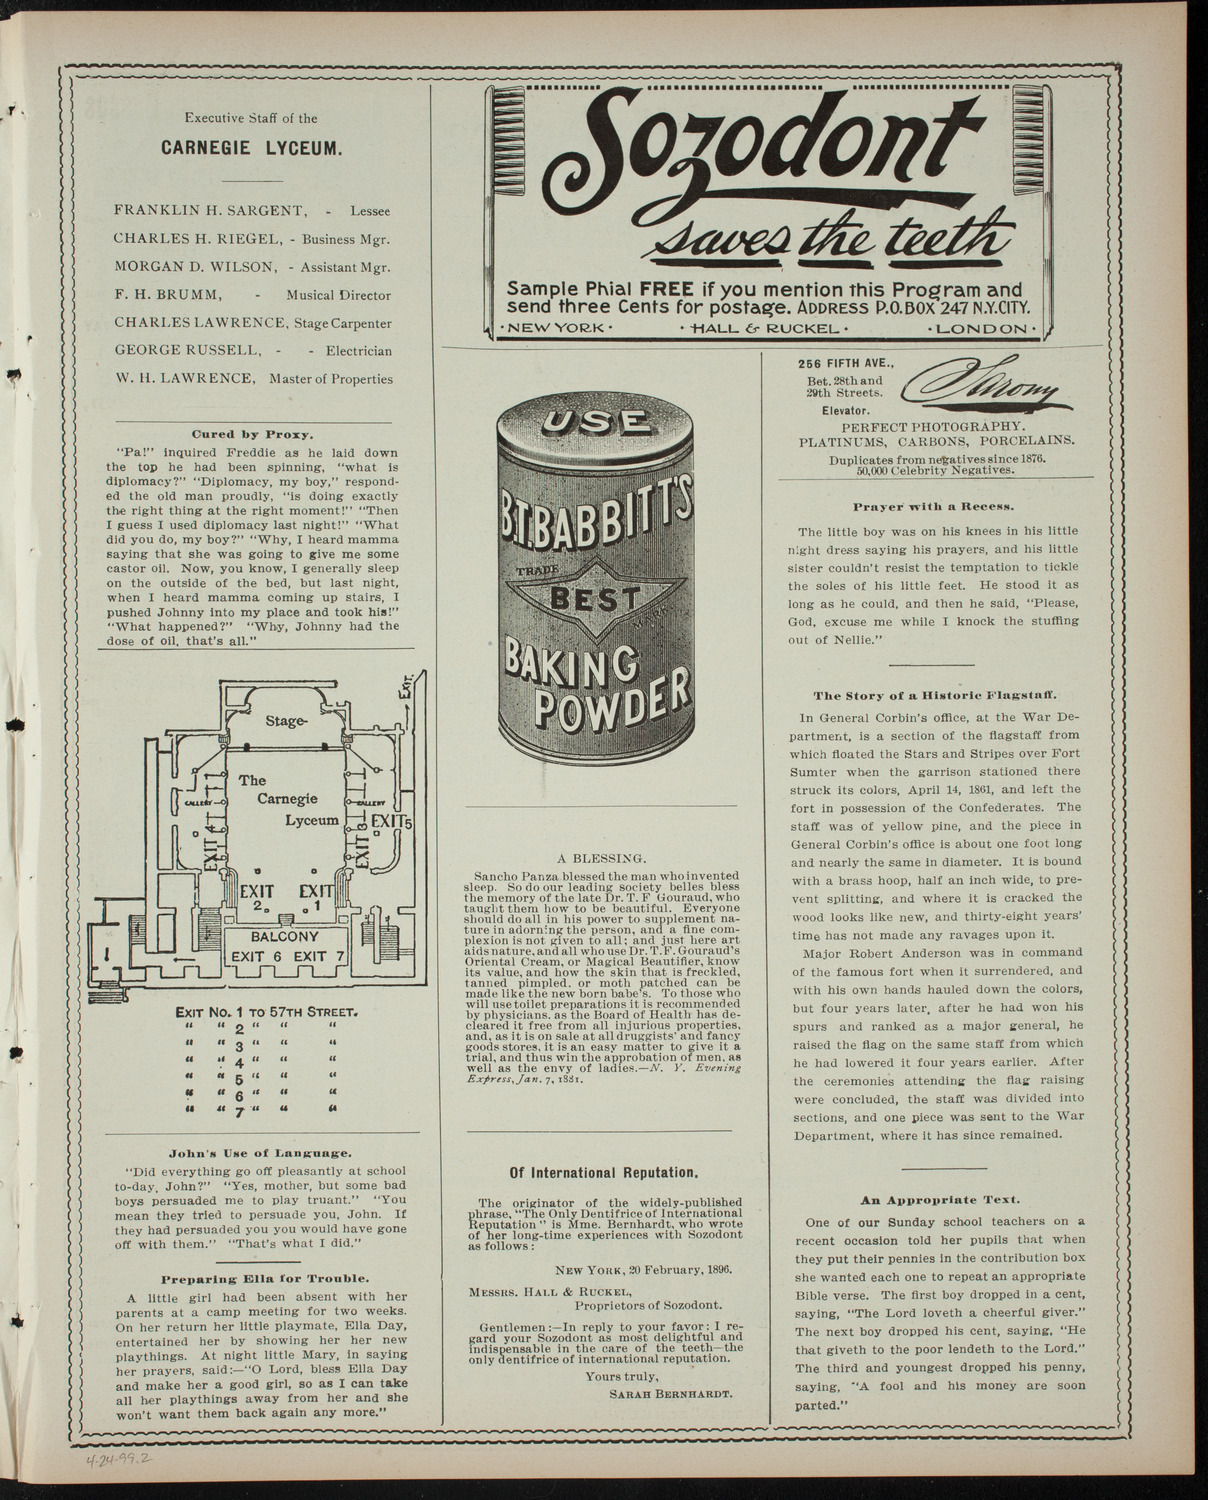 Executive Staff of the
CARNEGIE LYCEUM.
FRANKLIN H. SARGENT, - Lessee
CHARLES H. RIEGEL, - Business Mgr.
MORGAN D. WILSON, - Assistant Mgr.
F. H. BRUMM, - Musical Director
CHARLES LAWRENCE, Stage Carpenter
GEORGE RUSSELL, - - Electrician
W. H. LAWRENCE, Master of Properties
Cured by Proxy.
"Pa!" inquired Freddie as he laid down
the top he had been spinning, "what is
diplomacy?" "Diplomacy, my boy," respond-
ed the old man proudly, "is doing exactly
the right thing at the right moment!" "Then
I guess I used diplomacy last night!" "What
did you do, my boy?" "Why, I heard mamma
saying that she was going to give me some
castor oil. Now, you know, I generally sleep
on the outside of the bed, but last night,
when I heard mamma coming up stairs, I
pushed Johnny into my place and took his!"
"What happened?" "Why, Johnny had the
dose of oil, that's all."
EXIT.
Stage-
The
Carnegie
Lyceum
GALLERY
GALLERY
EXIT 4
EXIT 3
EXIT 5
EXIT 2.
EXIT .1
BALCONY
EXIT 6 EXIT 7
EXIT No. 1 TO 57TH STREET.
" " 2 " " "
" " 3 " " "
" " 4 " " "
" " 5 " " "
" " 6 " " "
" " 7 " " "
John's Use of Language.
"Did everything go off pleasantly at school
to-day, John?" "Yes, mother, but some bad
boys persuaded me to play truant." "You
mean they tried to persuade you, John. If
they had persuaded you you would have gone
off with them." "That's what I did."
Preparing Ella for Trouble.
A little girl had been absent with her
parents at a camp meeting for two weeks.
On her return her little playmate, Ella Day,
entertained her by showing her her new
playthings. At night little Mary, in saying
her prayers, said:—"O Lord, bless Ella Day
and make her a good girl, so as I can take
all her playthings away from her and she
won't want them back again any more."
Sozodont
saves the teeth
Sample Phial FREE if you mention this Program and
send three Cents for postage. ADDRESS P.O.BOX 247 N.Y.CITY.
·NEW YORK· ·HALL & RUCKEL· ·LONDON·
USE
B.T.BABBITT'S
TRADE
BEST
MARK
BAKING
POWDER
A BLESSING.
Sancho Panza blessed the man who invented
sleep. So do our leading society belles bless
the memory of the late Dr. T. F Gouraud, who
taught them how to be beautiful. Everyone
should do all in his power to supplement na-
ture in adorning the person, and a fine com-
plexion is not given to all; and just here art
aids nature, and all who use Dr. T. F. Gouraud's
Oriental Cream, or Magical Beautifier, know
its value, and how the skin that is freckled,
tanned pimpled, or moth patched can be
made like the new born babe's. To those who
will use toilet preparations it is recommended
by physicians, as the Board of Health has de-
cleared it free from all injurious properties,
and, as it is on sale at all druggists' and fancy
goods stores, it is an easy matter to give it a
trial, and thus win the approbation of men, as
well as the envy of ladies.—N. Y. Evening
Express, Jan. 7, 1881.
Of International Reputation.
The originator of the widely-published
phrase, "The Only Dentifrice of International
Reputation" is Mme. Bernhardt, who wrote
of her long-time experiences with Sozodont
as follows:
NEW YORK, 20 February, 1896.
MESSRS. HALL & RUCKEL,
Proprietors of Sozodont.
Gentlemen:—In reply to your favor: I re-
gard your Sozodont as most delightful and
indispensable in the care of the teeth—the
only dentifrice of international reputation.
Yours truly,
SARAH BERNHARDT.
256 FIFTH AVE.,
Bet. 28th and
29th Streets.
Elevator.
Sarony
PERFECT PHOTOGRAPHY.
PLATINUMS, CARBONS, PORCELAINS.
Duplicates from negatives since 1876.
50,000 Celebrity Negatives.
Prayer with a Recess.
The little boy was on his knees in his little
night dress saying his prayers, and his little
sister couldn't resist the temptation to tickle
the soles of his little feet. He stood it as
long as he could, and then he said, "Please,
God, excuse me while I knock the stuffing
out of Nellie."
The Story of a Historic Flagstaff.
In General Corbin's office, at the War De-
partment, is a section of the flagstaff from
which floated the Stars and Stripes over Fort
Sumter when the garrison stationed there
struck its colors, April 14, 1861, and left the
fort in possession of the Confederates. The
staff was of yellow pine, and the piece in
General Corbin's office is about one foot long
and nearly the same in diameter. It is bound
with a brass hoop, half an inch wide, to pre-
vent splitting, and where it is cracked the
wood looks like new, and thirty-eight years'
time has not made any ravages upon it.
Major Robert Anderson was in command
of the famous fort when it surrendered, and
with his own hands hauled down the colors,
but four years later, after he had won his
spurs and ranked as a major general, he
raised the flag on the same staff from which
he had lowered it four years earlier. After
the ceremonies attending the flag raising
were concluded, the staff was divided into
sections, and one piece was sent to the War
Department, where it has since remained.
An Appropriate Text.
One of our Sunday school teachers on a
recent occasion told her pupils that when
they put their pennies in the contribution box
she wanted each one to repeat an appropriate
Bible verse. The first boy dropped in a cent,
saying, "The Lord loveth a cheerful giver."
The next boy dropped his cent, saying, "He
that giveth to the poor lendeth to the Lord."
The third and youngest dropped his penny,
saying, "A fool and his money are soon
parted."
4-24-99.2